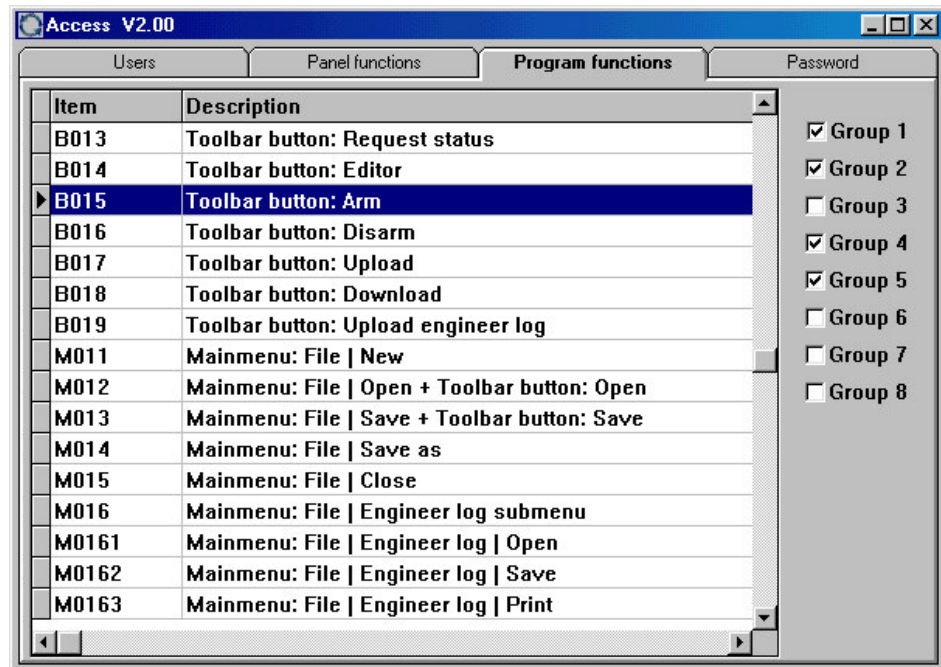 Access V2.00
Users Panel functions Program functions Password
Item Description
B013 Toolbar button: Request status
B014 Toolbar button: Editor
B015 Toolbar button: Arm
B016 Toolbar button: Disarm
B017 Toolbar button: Upload
B018 Toolbar button: Download
B019 Toolbar button: Upload engineer log
M011 Mainmenu: File | New
M012 Mainmenu: File | Open + Toolbar button: Open
M013 Mainmenu: File | Save + Toolbar button: Save
M014 Mainmenu: File | Save as
M015 Mainmenu: File | Close
M016 Mainmenu: File | Engineer log submenu
M0161 Mainmenu: File | Engineer log | Open
M0162 Mainmenu: File | Engineer log | Save
M0163 Mainmenu: File | Engineer log | Print
Group 1
Group 2
Group 3
Group 4
Group 5
Group 6
Group 7
Group 8